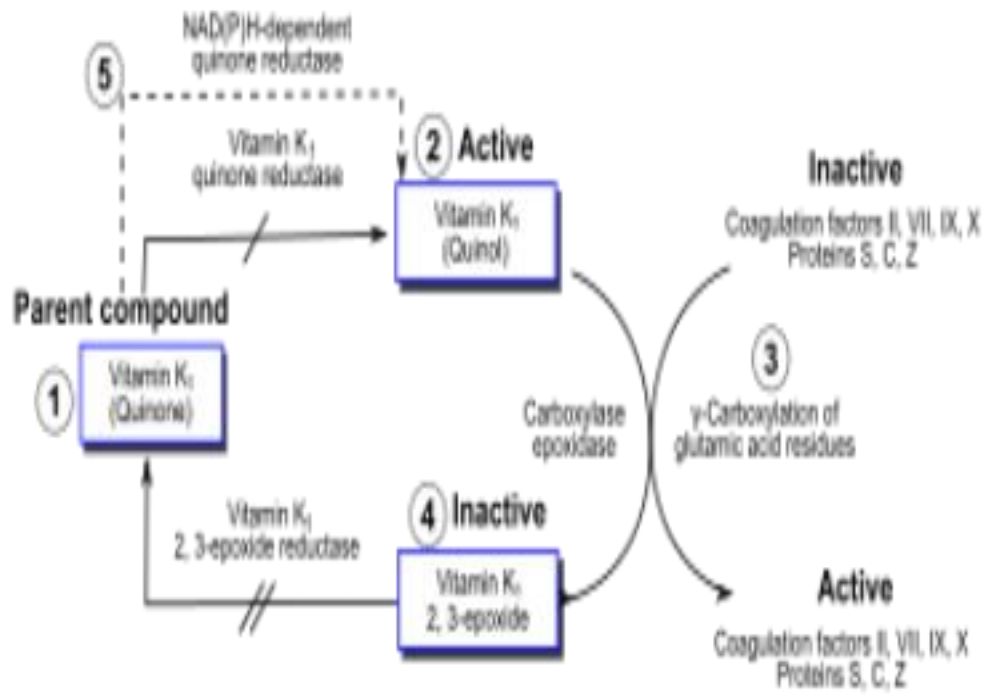 NAD(P)H-dependent
quinone reductase
5
Vitamin K₁
quinone reductase
2 Active
Vitamin K₁
(Quinol)
Inactive
Coagulation factors II, VII, IX, X
Proteins S, C, Z
Parent compound
1
Vitamin K₁
(Quinone)
3
Carboxylase
epoxidase
γ-Carboxylation of
glutamic acid residues
Vitamin K₁
2, 3-epoxide reductase
4 Inactive
Vitamin K₁
2, 3-epoxide
Active
Coagulation factors II, VII, IX, X
Proteins S, C, Z